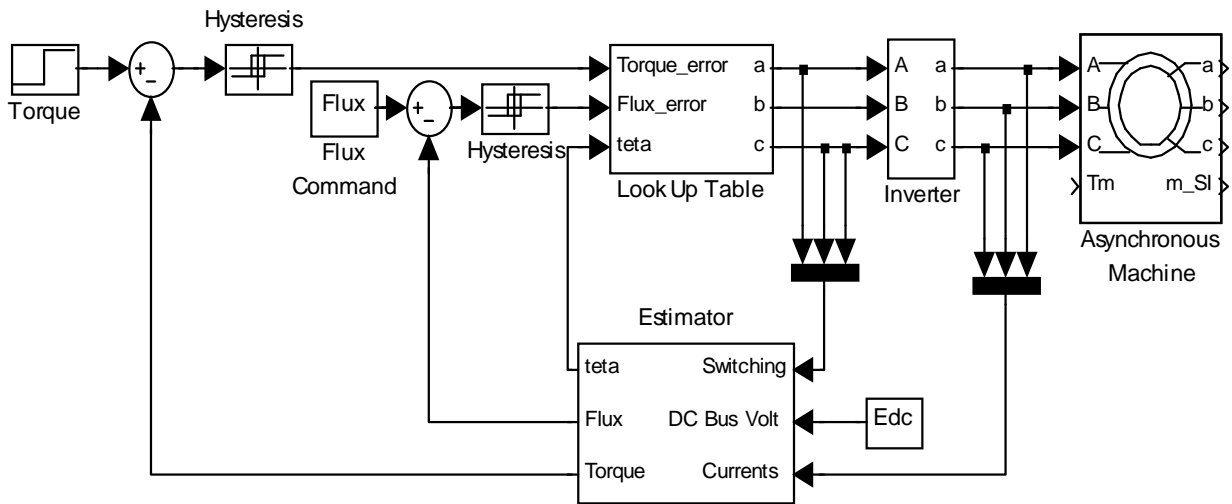 Hysteresis
+
−
Torque
Flux
Flux
Command
+
−
Hysteresis
Torque_error
Flux_error
teta
a
b
c
Look Up Table
A
B
C
a
b
c
Inverter
A
B
C
Tm
a
b
c
m_SI
Asynchronous
Machine
Estimator
teta
Flux
Torque
Switching
DC Bus Volt
Currents
Edc